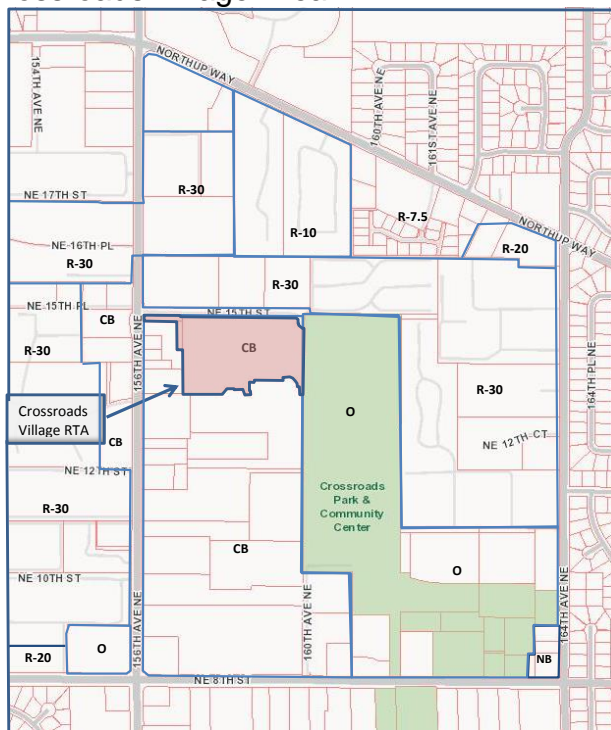 NORTHUP WAY
154TH AVE NE
160TH AVE NE
161ST AVE NE
R-30
NE 17TH ST
R-10
R-7.5
NORTHUP WAY
R-20
NE 16TH PL
R-30
R-30
NE 15TH PL
NE 15TH ST
CB
CB
R-30
156TH AVE NE
164TH PL NE
R-30
O
Crossroads
Village RTA
CB
NE 12TH CT
NE 12TH ST
Crossroads
Park &
Community
Center
R-30
CB
O
NE 10TH ST
160TH AVE NE
164TH AVE NE
156TH AVE NE
R-20
O
NB
NE 8TH ST